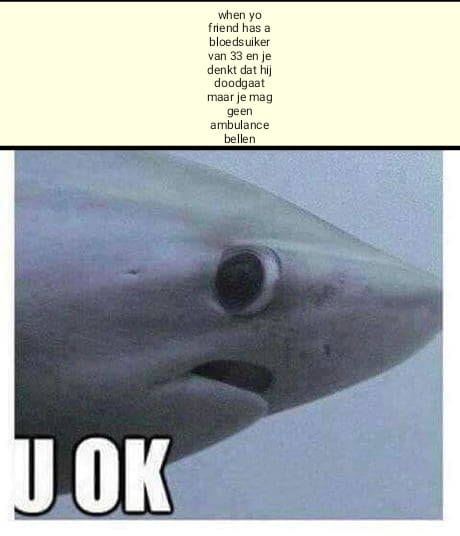 when yo
friend has a
bloedsuiker
van 33 en je
denkt dat hij
doodgaat
maar je mag
geen
ambulance
bellen
U OK